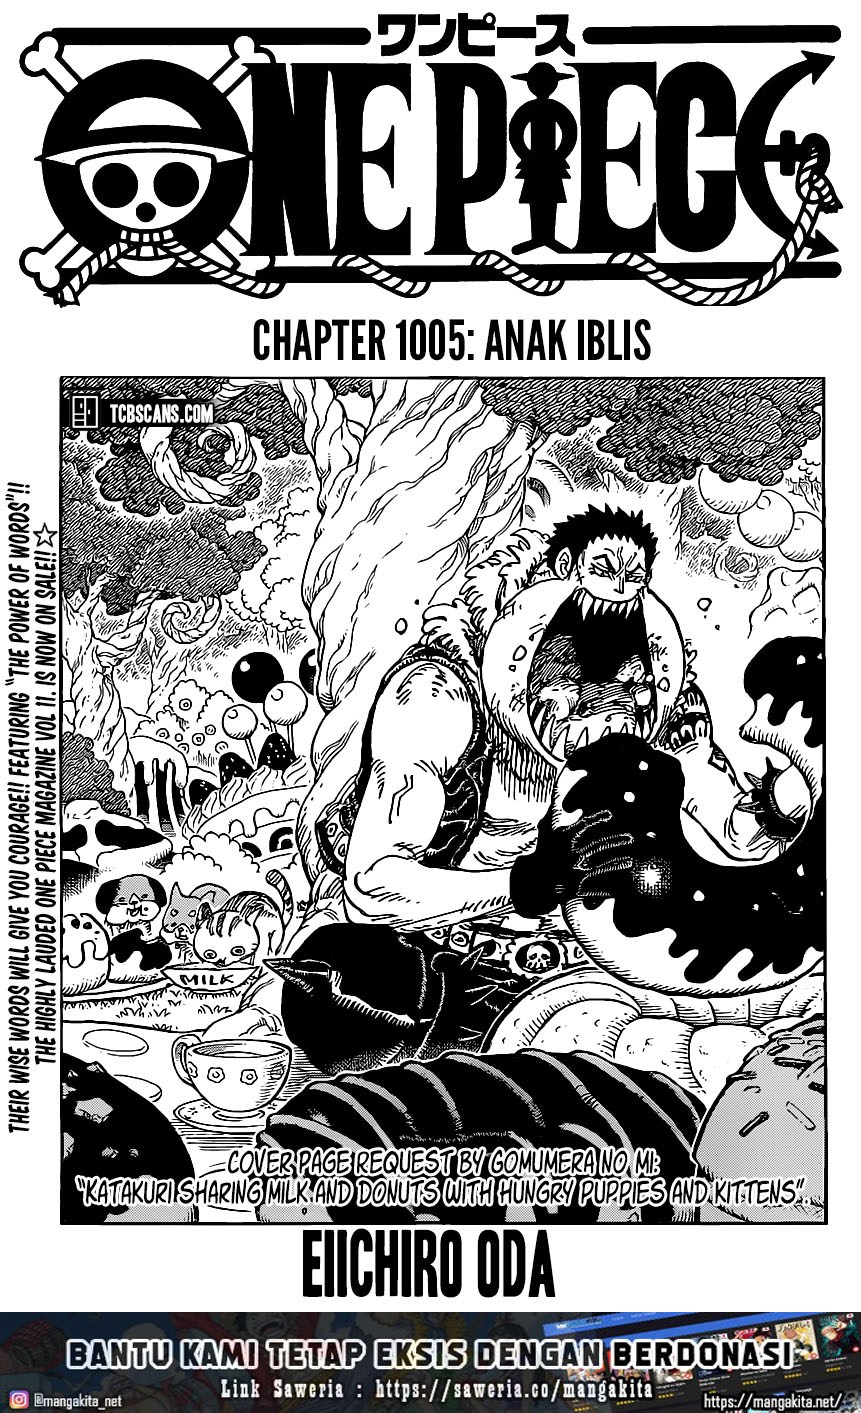 ワンピース
ONE PIECE
CHAPTER 1005: ANAK IBLIS
TCBSCANS.COM
THEIR WISE WORDS WILL GIVE YOU COURAGE!! FEATURING "THE POWER OF WORDS"!!
THE HIGHLY LAUDED ONE PIECE MAGAZINE VOL 11. IS NOW ON SALE!!☆
MILK
COVER PAGE REQUEST BY GOMUMERA NO MI:
"KATAKURI SHARING MILK AND DONUTS WITH HUNGRY PUPPIES AND KITTENS".
EIICHIRO ODA
BANTU KAMI TETAP EKSIS DENGAN BERDONASI
Link Saweria : https://saweria.co/mangakita
@mangakita_net
https://mangakita.net/